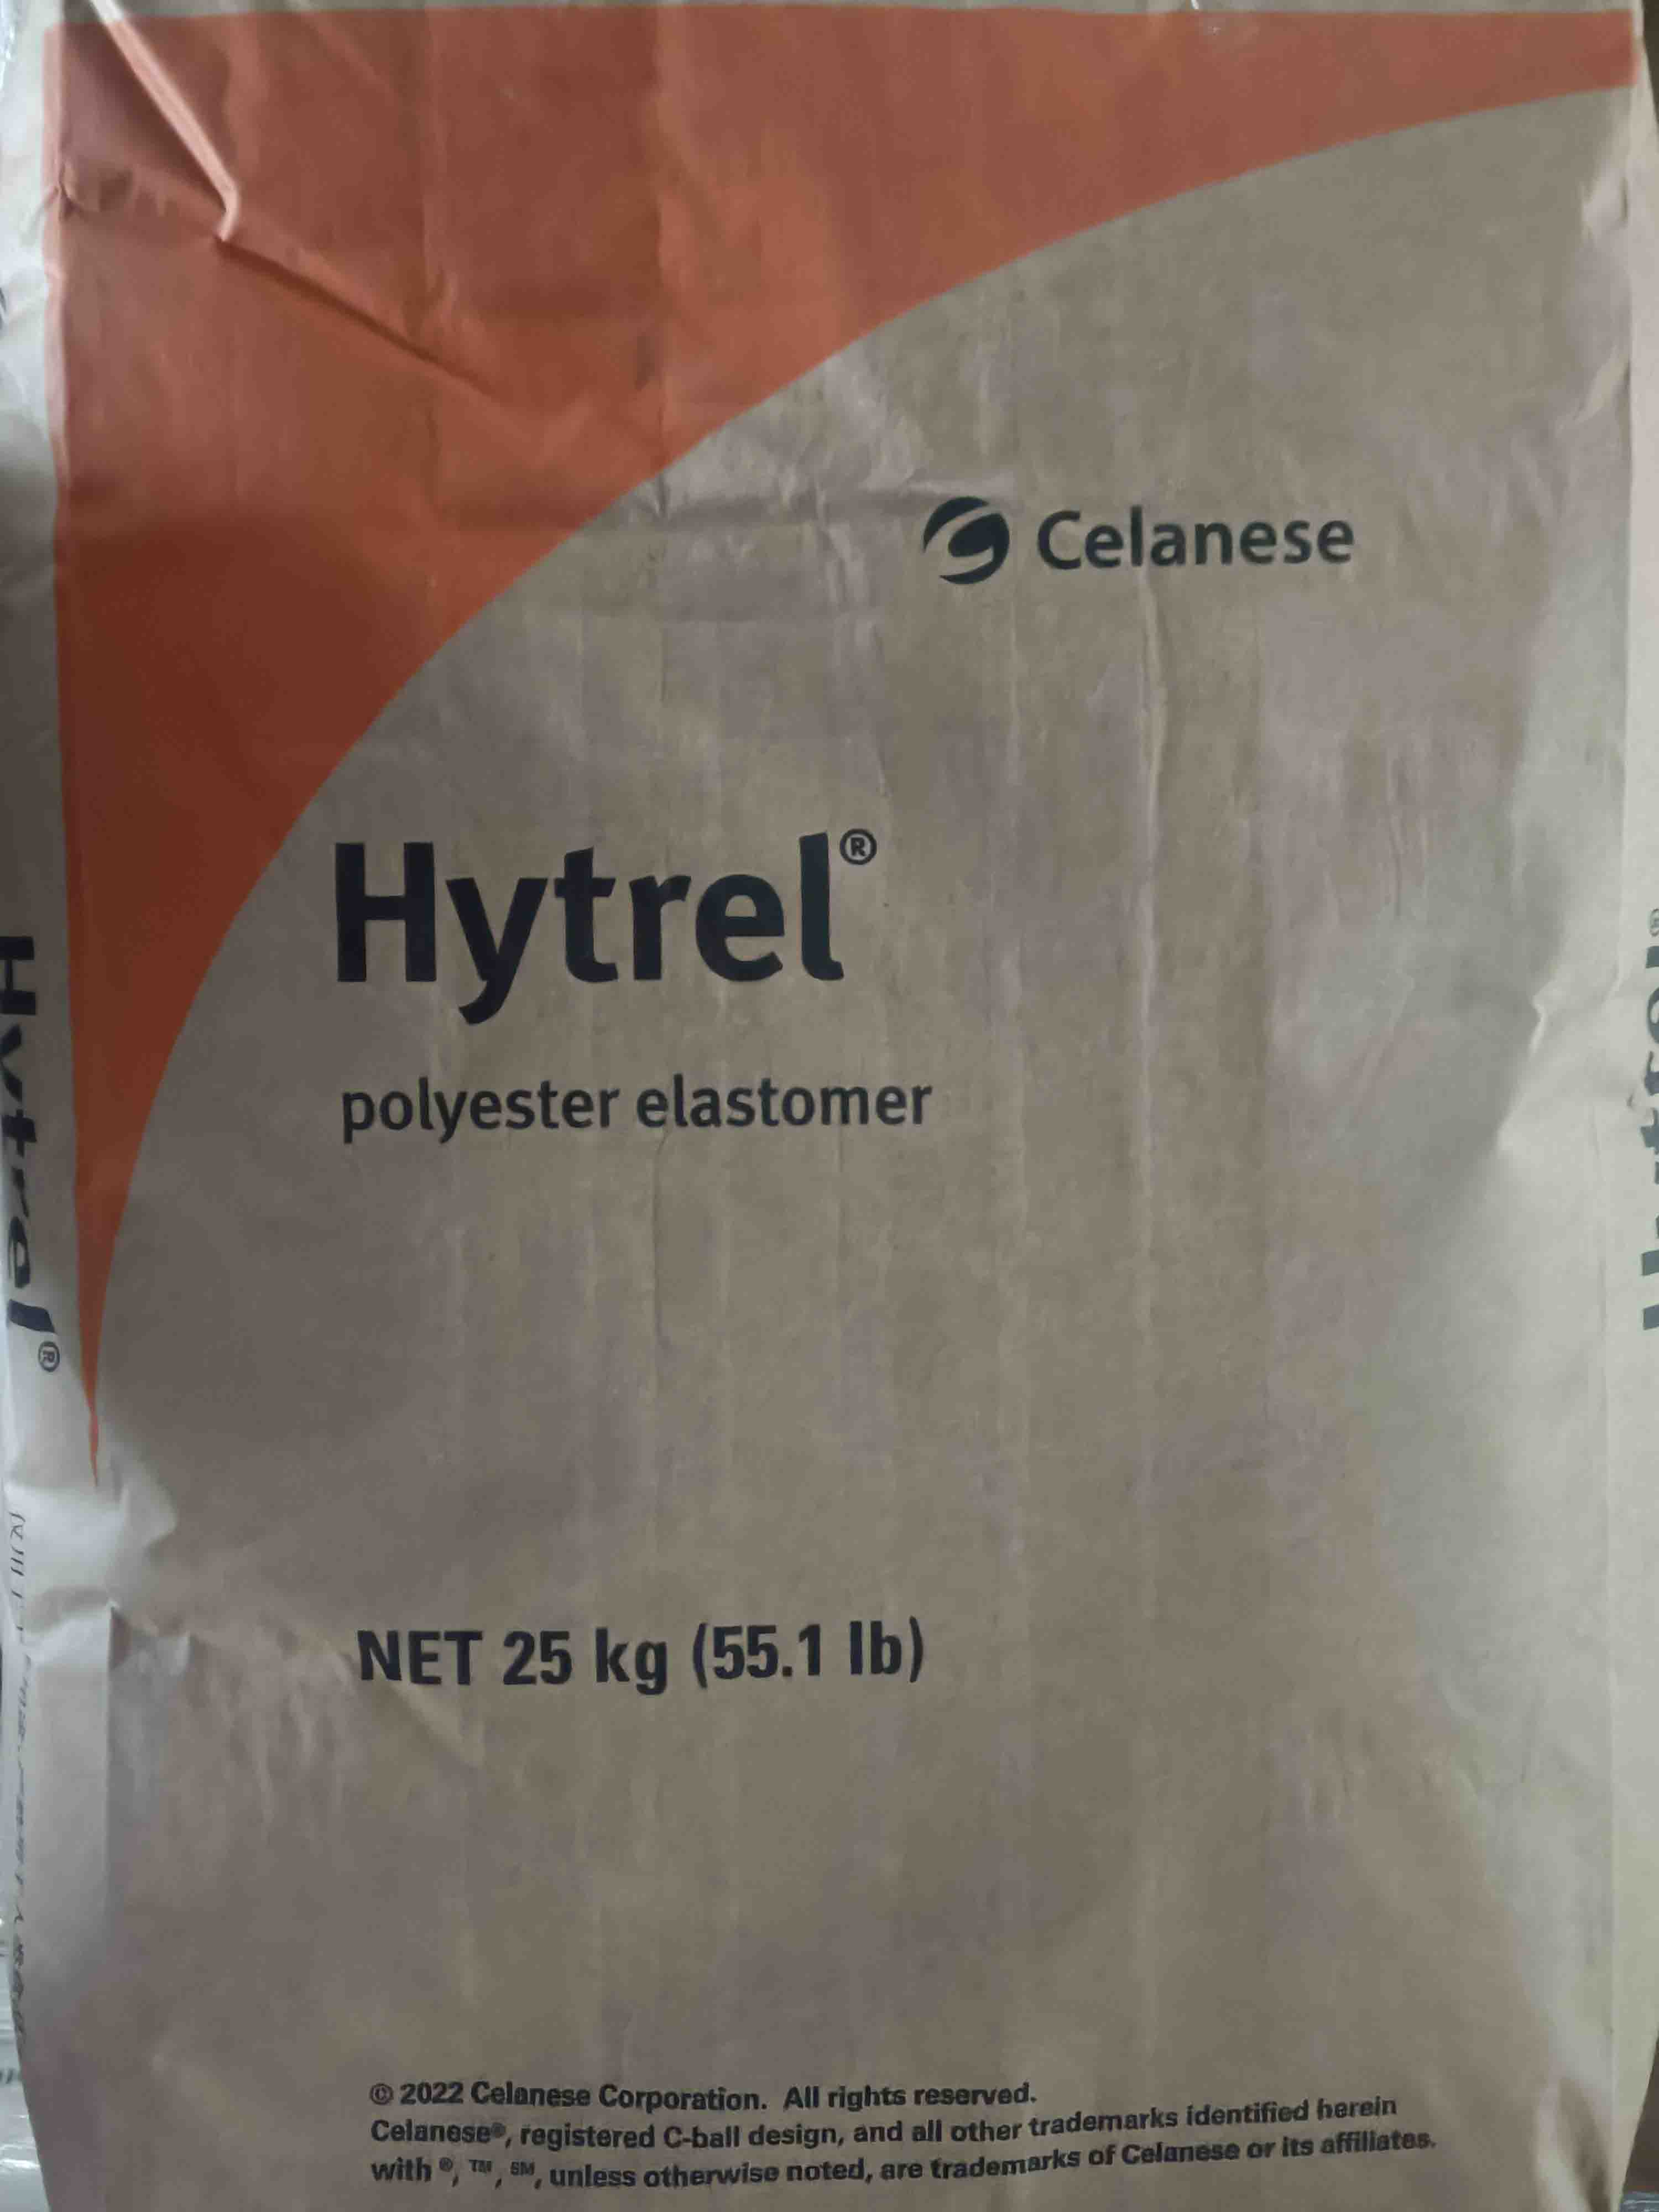 Celanese
Hytrel®
polyester elastomer
NET 25 kg (55.1 lb)
© 2022 Celanese Corporation. All rights reserved.
Celanese®, registered C-ball design, and all other trademarks identified herein
with ®, ™, SM, unless otherwise noted, are trademarks of Celanese or its affiliates.
Hytrel®
Hytrel®